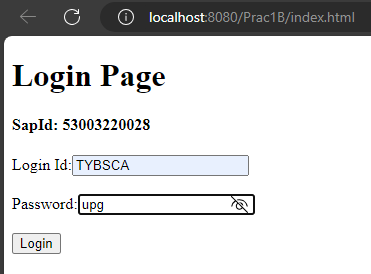 localhost:8080/Prac1B/index.html
Login Page
SapId: 53003220028
Login Id:TYBSCA
Password:upg
Login